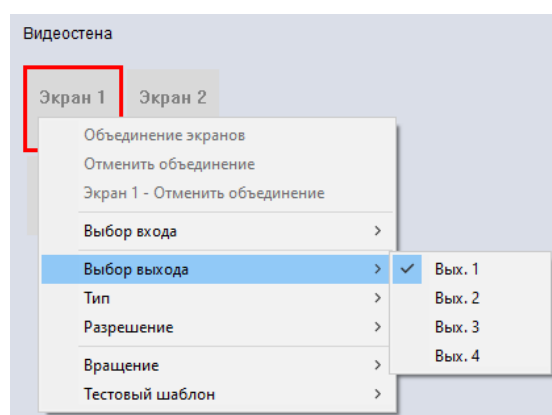 Видеостена
Экран 1 Экран 2
Объединение экранов
Отменить объединение
Экран 1 - Отменить объединение
Выбор входа
Выбор выхода
Вых. 1
Тип
Вых. 2
Разрешение
Вых. 3
Вых. 4
Вращение
Тестовый шаблон